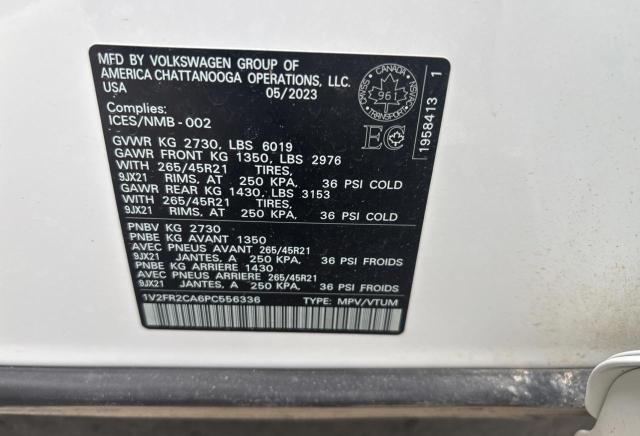 MFD BY VOLKSWAGEN GROUP OF
AMERICA CHATTANOOGA OPERATIONS, LLC.
USA 05/2023
Complies:
ICES/NMB-002
GVWR KG 2730, LBS 6019
GAWR FRONT KG 1350, LBS 2976
WITH 265/45R21 TIRES,
9JX21 RIMS, AT 250 KPA, 36 PSI COLD
GAWR REAR KG 1430, LBS 3153
WITH 265/45R21 TIRES,
9JX21 RIMS, AT 250 KPA, 36 PSI COLD
PNBV KG 2730
PNBE KG AVANT 1350
AVEC PNEUS AVANT 265/45R21
9JX21 JANTES, A 250 KPA, 36 PSI FROIDS
PNBE KG ARRIERE 1430
AVEC PNEUS ARRIERE 265/45R21
9JX21 JANTES, A 250 KPA, 36 PSI FROIDS
1V2FR2CA6PC556336 TYPE: MPV/VTUM
CANADA
961
TRANSPORT
EC
1958413 1